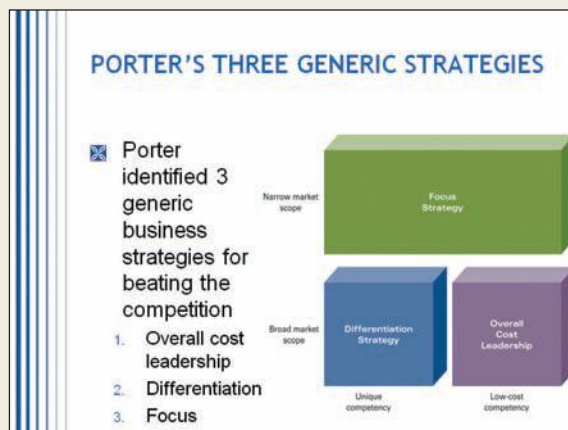 PORTER'S THREE GENERIC STRATEGIES
Porter
identified 3
generic
business
strategies for
beating the
competition
1. Overall cost
leadership
2. Differentiation
3. Focus
Narrow market
scope
Focus
Strategy
Broad market
scope
Differentiation
Strategy
Overall
Cost
Leadership
Unique
competency
Low-cost
competency